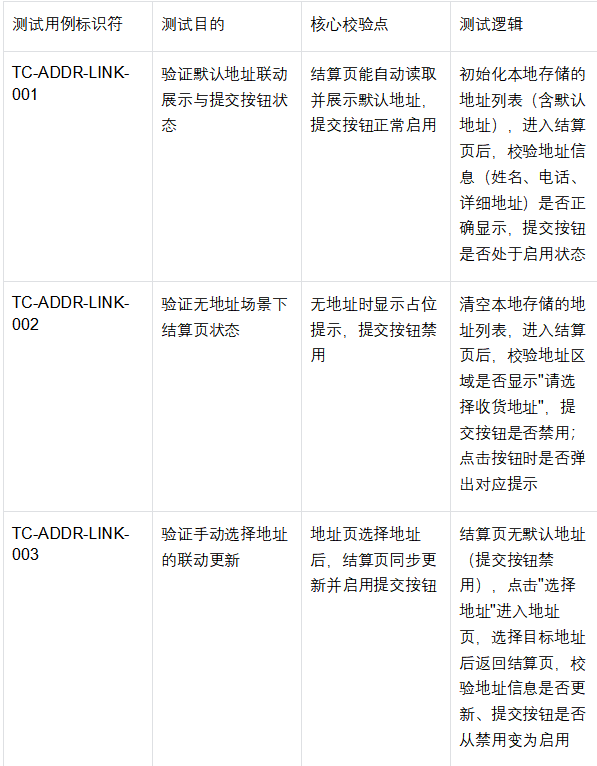 测试用例标识符
测试目的
核心校验点
测试逻辑
TC-ADDR-LINK-
001
验证默认地址联动
展示与提交按钮状
态
结算页能自动读取
并展示默认地址，
提交按钮正常启用
初始化本地存储的
地址列表（含默认
地址），进入结算
页后，校验地址信
息（姓名、电话、
详细地址）是否正
确显示，提交按钮
是否处于启用状态
TC-ADDR-LINK-
002
验证无地址场景下
结算页状态
无地址时显示占位
提示，提交按钮禁
用
清空本地存储的地
址列表，进入结算
页后，校验地址区
域是否显示"请选
择收货地址"，提
交按钮是否禁用；
点击按钮时是否弹
出对应提示
TC-ADDR-LINK-
003
验证手动选择地址
的联动更新
地址页选择地址
后，结算页同步更
新并启用提交按钮
结算页无默认地址
（提交按钮禁
用），点击"选择
地址"进入地址
页，选择目标地址
后返回结算页，校
验地址信息是否更
新、提交按钮是否
从禁用变为启用